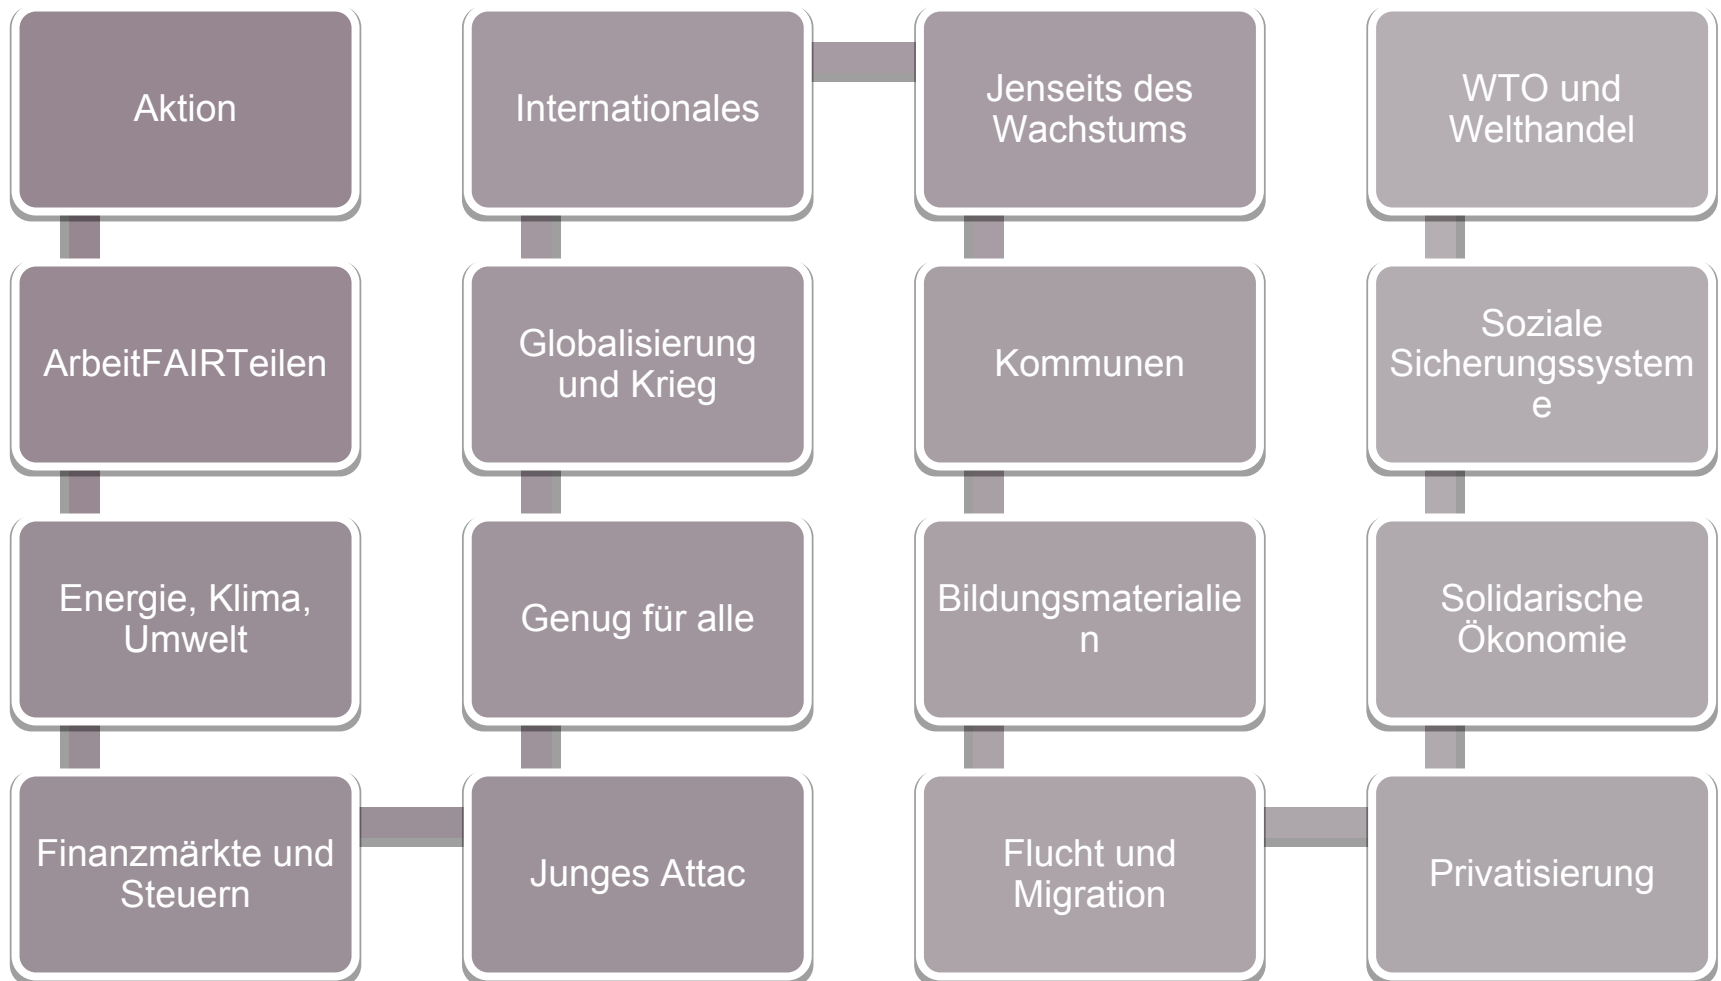 Aktion
ArbeitFAIRTeilen
Energie, Klima,
Umwelt
Finanzmärkte und
Steuern
Junges Attac
Genug für alle
Globalisierung
und Krieg
Internationales
Jenseits des
Wachstums
Kommunen
Bildungsmaterialie
n
Flucht und
Migration
Privatisierung
Solidarische
Ökonomie
Soziale
Sicherungssystem
e
WTO und
Welthandel